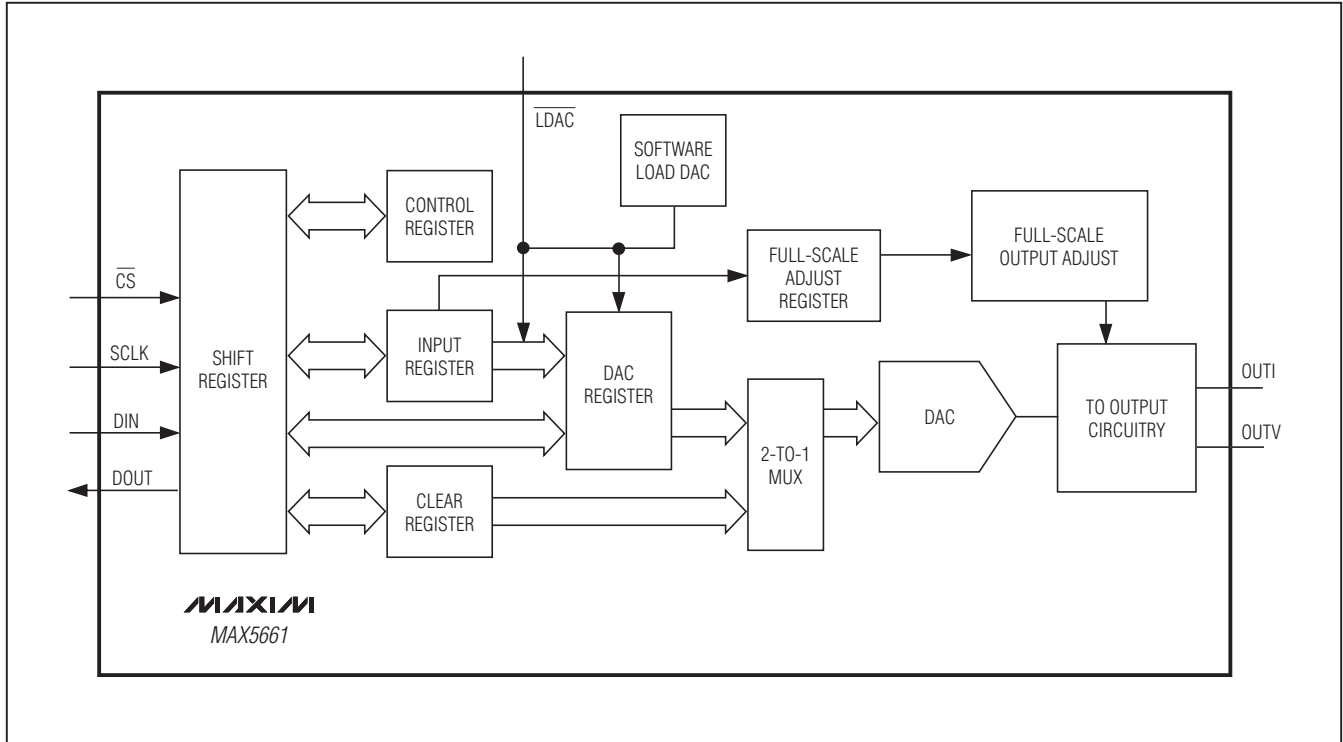 LDAC
SOFTWARE
LOAD DAC
CONTROL
REGISTER
FULL-SCALE
ADJUST
REGISTER
FULL-SCALE
OUTPUT ADJUST
CS
SCLK
DIN
DOUT
SHIFT
REGISTER
INPUT
REGISTER
DAC
REGISTER
CLEAR
REGISTER
2-TO-1
MUX
DAC
TO OUTPUT
CIRCUITRY
OUTI
OUTV
MAXIM
MAX5661